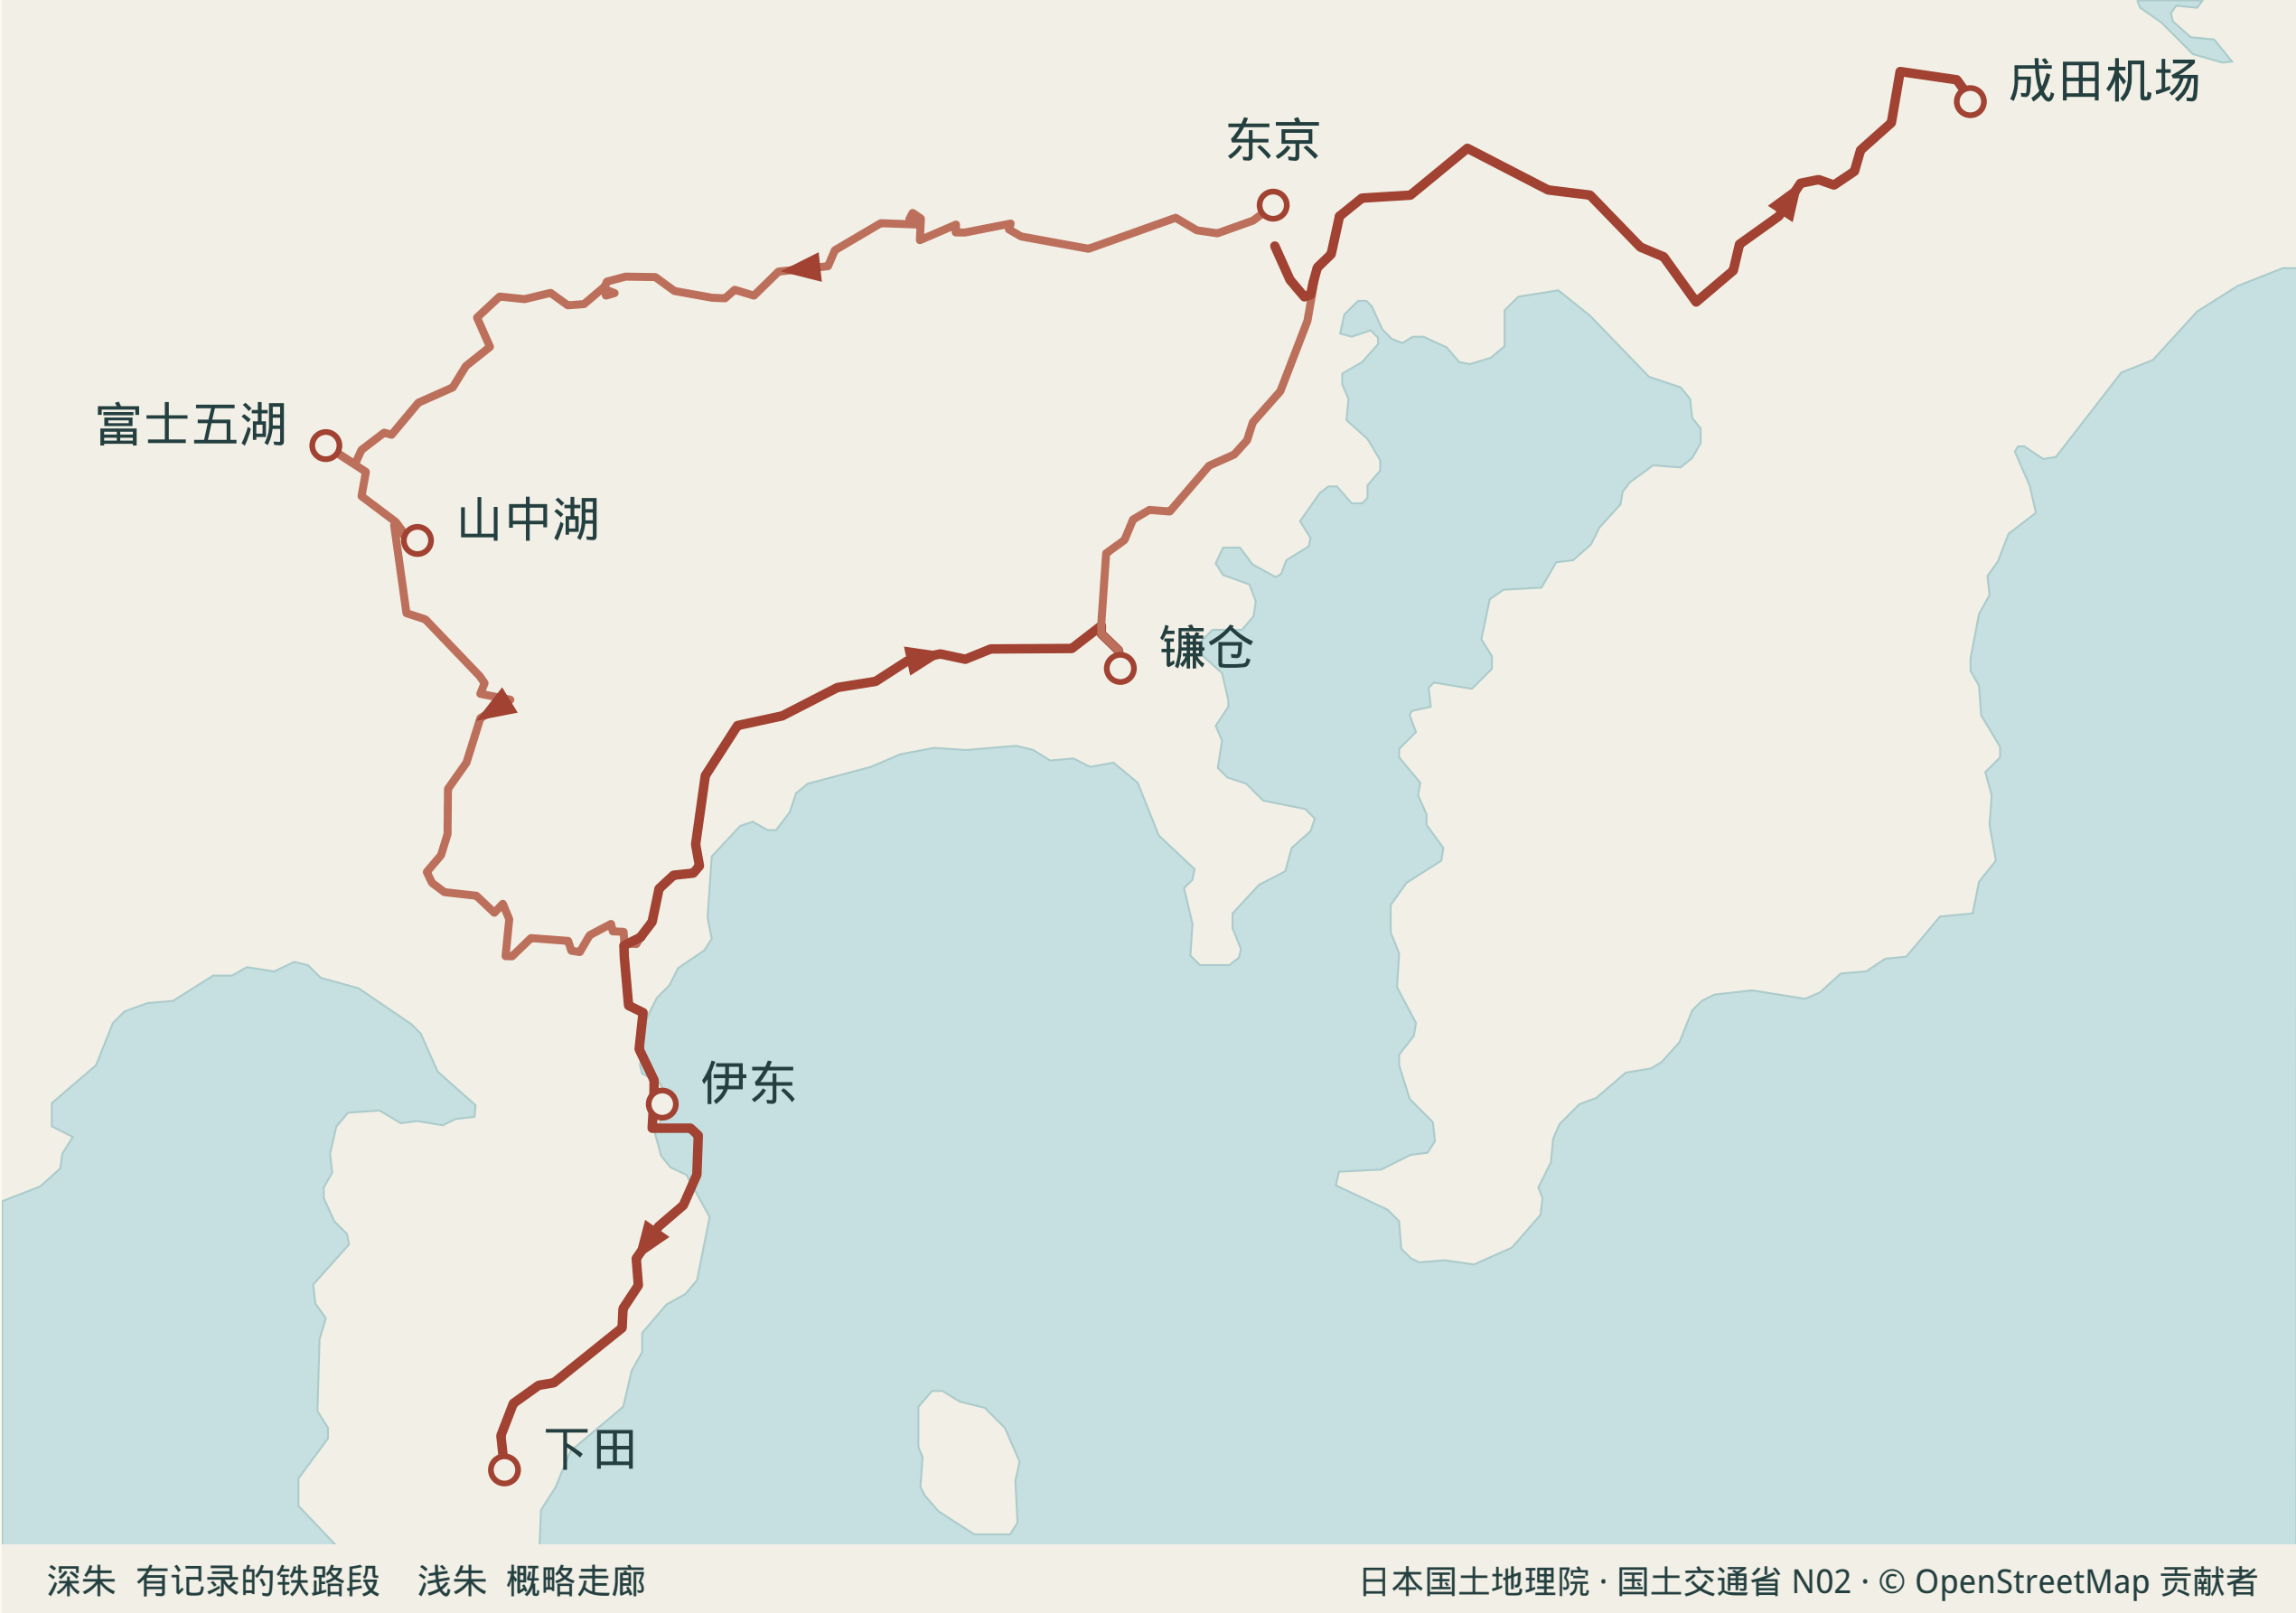 成田机场
东京
富士五湖
山中湖
镰仓
伊东
下田
深朱 有记录的铁路段 浅朱 概略走廊
日本国土地理院 · 国土交通省 N02 · © OpenStreetMap 贡献者